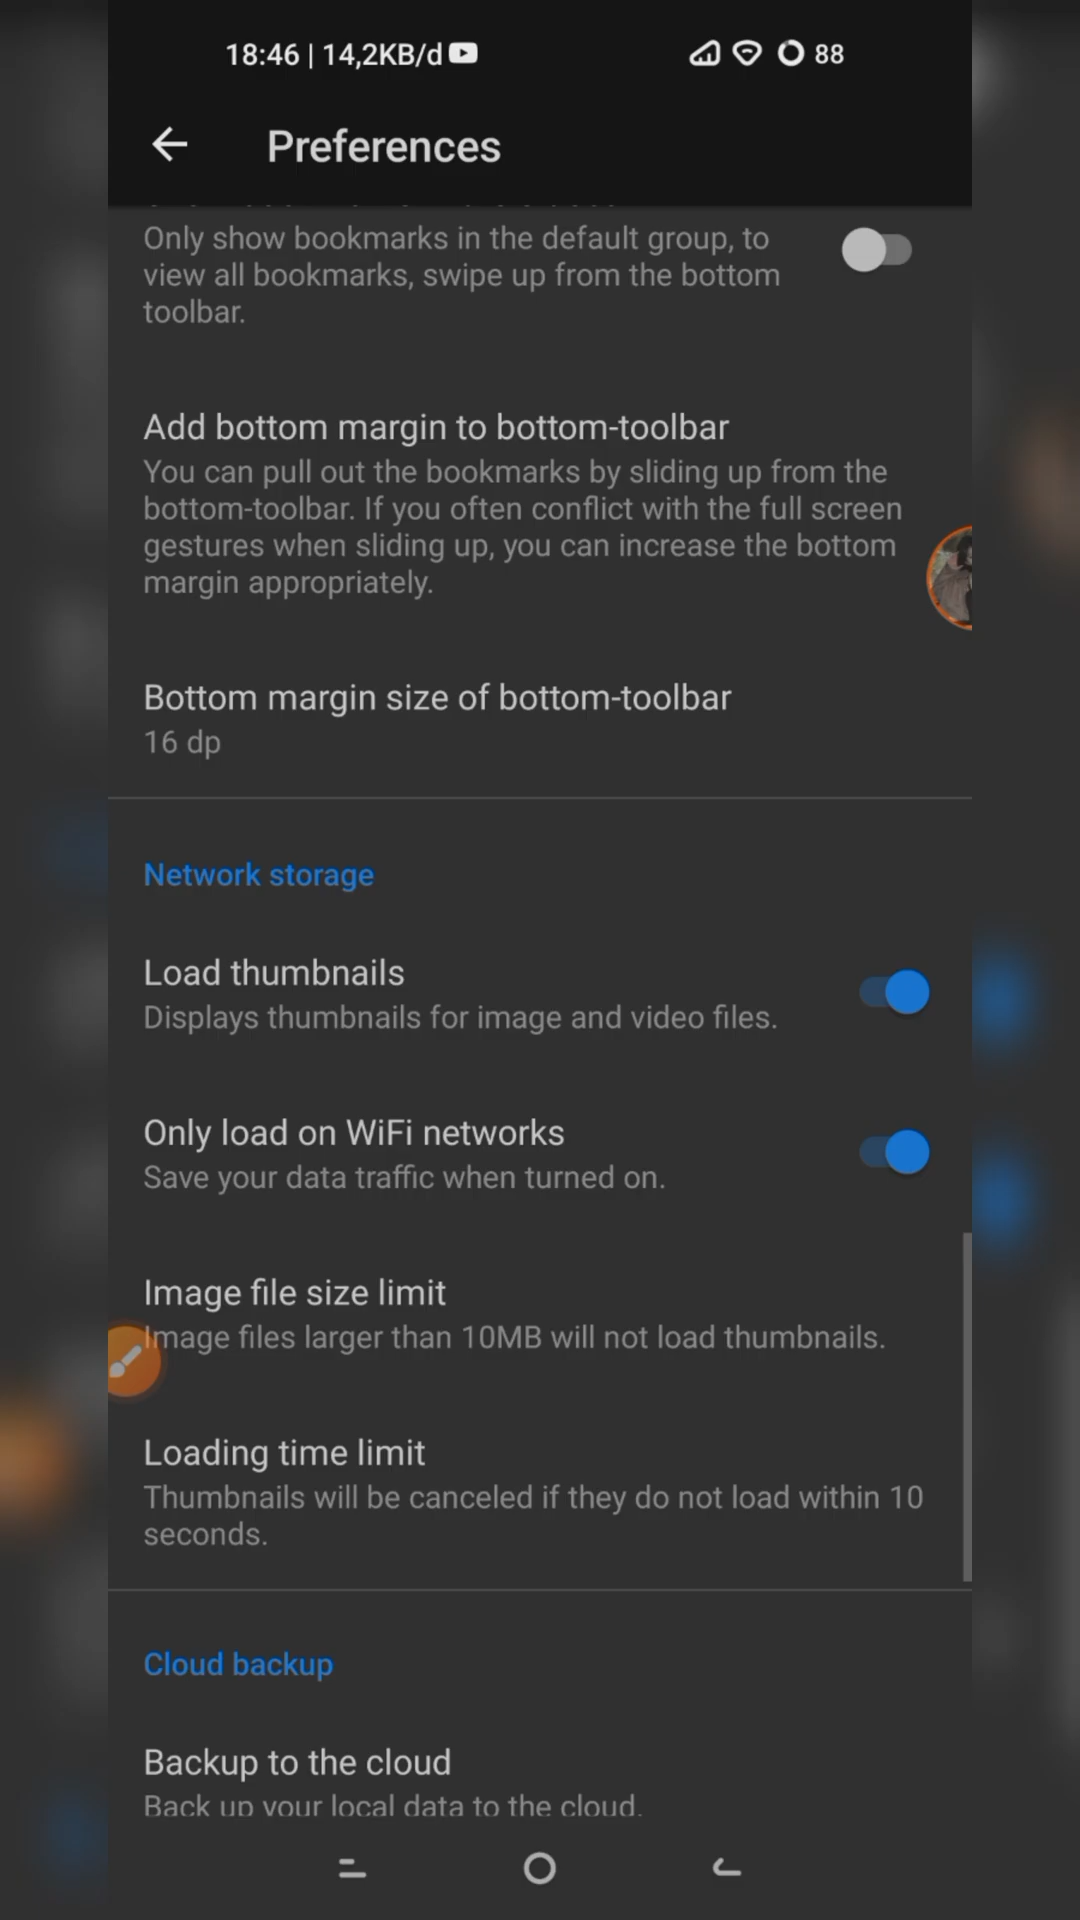 18:46 | 14,2KB/d 88
Preferences
Only show bookmarks in the default group, to
view all bookmarks, swipe up from the bottom
toolbar.
Add bottom margin to bottom-toolbar
You can pull out the bookmarks by sliding up from the
bottom-toolbar. If you often conflict with the full screen
gestures when sliding up, you can increase the bottom
margin appropriately.
Bottom margin size of bottom-toolbar
16 dp
Network storage
Load thumbnails
Displays thumbnails for image and video files.
Only load on WiFi networks
Save your data traffic when turned on.
Image file size limit
Image files larger than 10MB will not load thumbnails.
Loading time limit
Thumbnails will be canceled if they do not load within 10
seconds.
Cloud backup
Backup to the cloud
Back up your local data to the cloud.